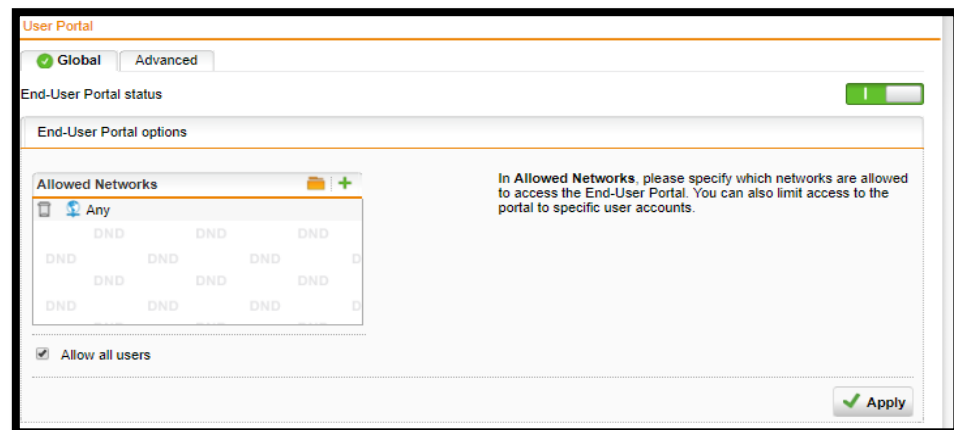 User Portal
Global
Advanced
End-User Portal status
End-User Portal options
Allowed Networks
Any
DND DND DND
DND DND DND D
DND DND DND
DND DND DND D
In Allowed Networks, please specify which networks are allowed
to access the End-User Portal. You can also limit access to the
portal to specific user accounts.
Allow all users
Apply